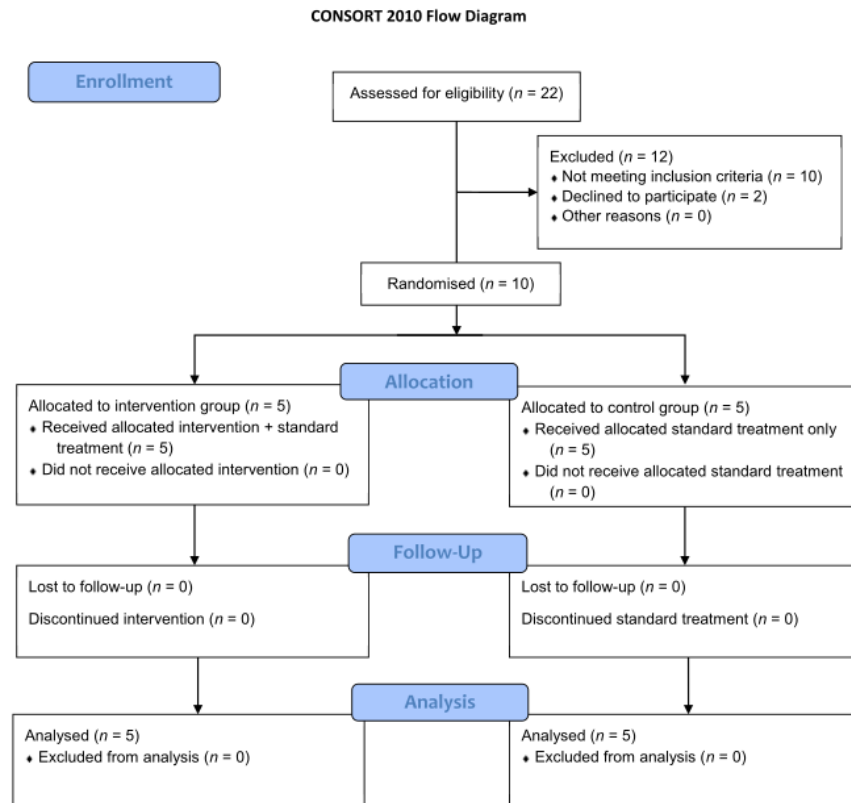 CONSORT 2010 Flow Diagram
Enrollment
Assessed for eligibility (n = 22)
Excluded (n = 12)
♦ Not meeting inclusion criteria (n = 10)
♦ Declined to participate (n = 2)
♦ Other reasons (n = 0)
Randomised (n = 10)
Allocation
Allocated to intervention group (n = 5)
♦ Received allocated intervention + standard
treatment (n = 5)
♦ Did not receive allocated intervention (n = 0)
Allocated to control group (n = 5)
♦ Received allocated standard treatment only
(n = 5)
♦ Did not receive allocated standard treatment
(n = 0)
Follow-Up
Lost to follow-up (n = 0)
Discontinued intervention (n = 0)
Lost to follow-up (n = 0)
Discontinued standard treatment (n = 0)
Analysis
Analysed (n = 5)
♦ Excluded from analysis (n = 0)
Analysed (n = 5)
♦ Excluded from analysis (n = 0)